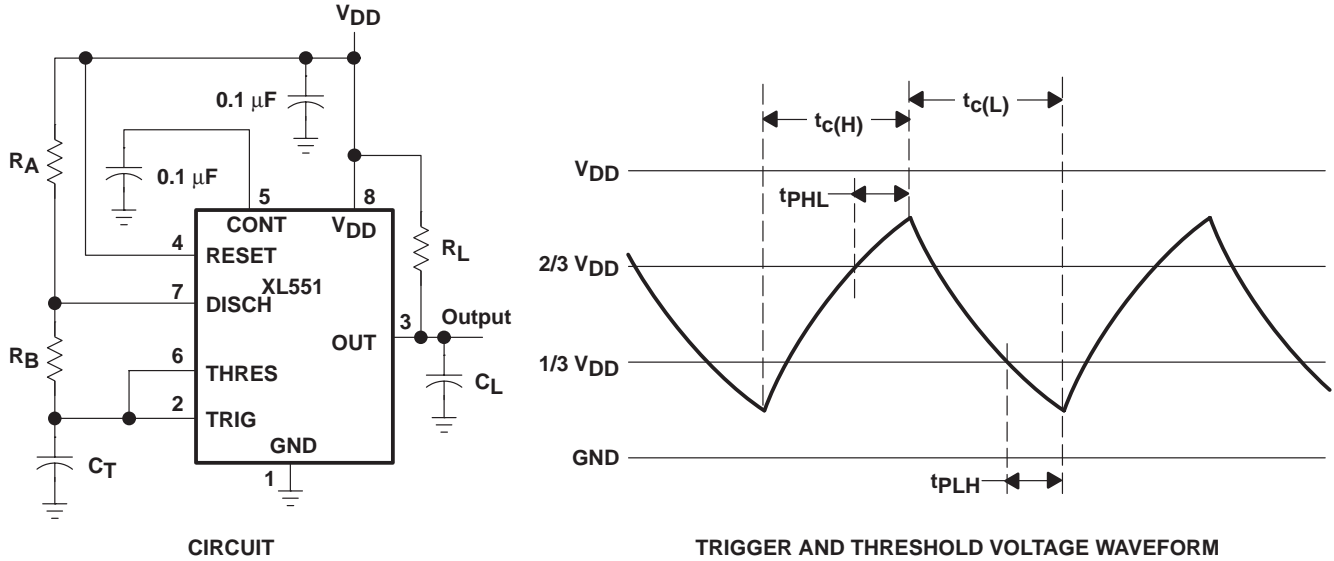 VDD
0.1 μF
RA
0.1 μF
5
8
CONT
VDD
4
RESET
RL
XL551
7
DISCH
3
Output
OUT
RB
6
THRES
CL
2
TRIG
GND
CT
1
CIRCUIT
tc(H)
tc(L)
VDD
tPHL
2/3 VDD
1/3 VDD
GND
tPLH
TRIGGER AND THRESHOLD VOLTAGE WAVEFORM